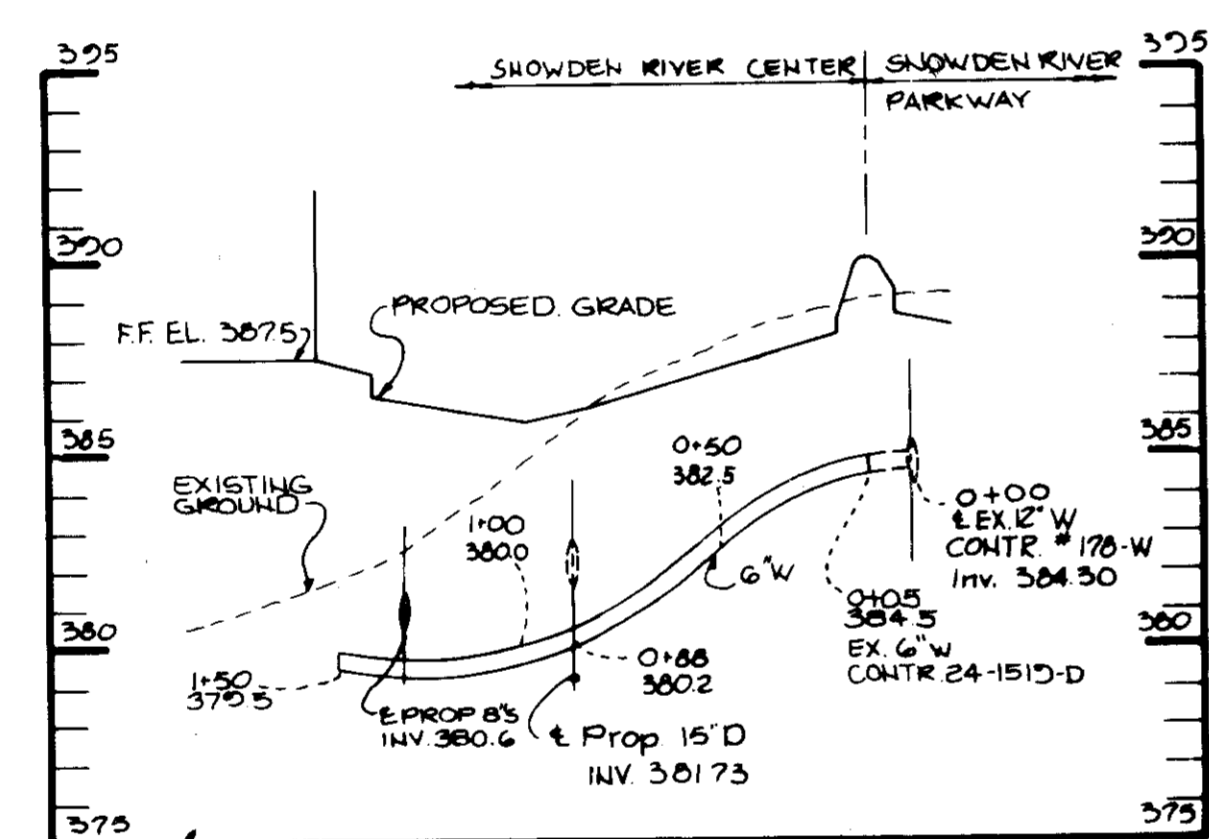 395
395
SNOWDEN RIVER CENTER
SNOWDEN RIVER
PARKWAY
390
390
PROPOSED. GRADE
F.F. EL. 387.5
385
385
0+50
382.5
EXISTING
GROUND
1+00
380.0
0+00
℄ EX. 12" W
CONTR. # 178-W
Inv. 384.30
6"W
0+05
384.5
EX. 6" W
CONTR. 24-1519-D
380
380
0+88
380.2
1+50
379.5
℄ PROP 8"S
INV. 380.6
℄ Prop. 15" D
INV. 381.73
375
375